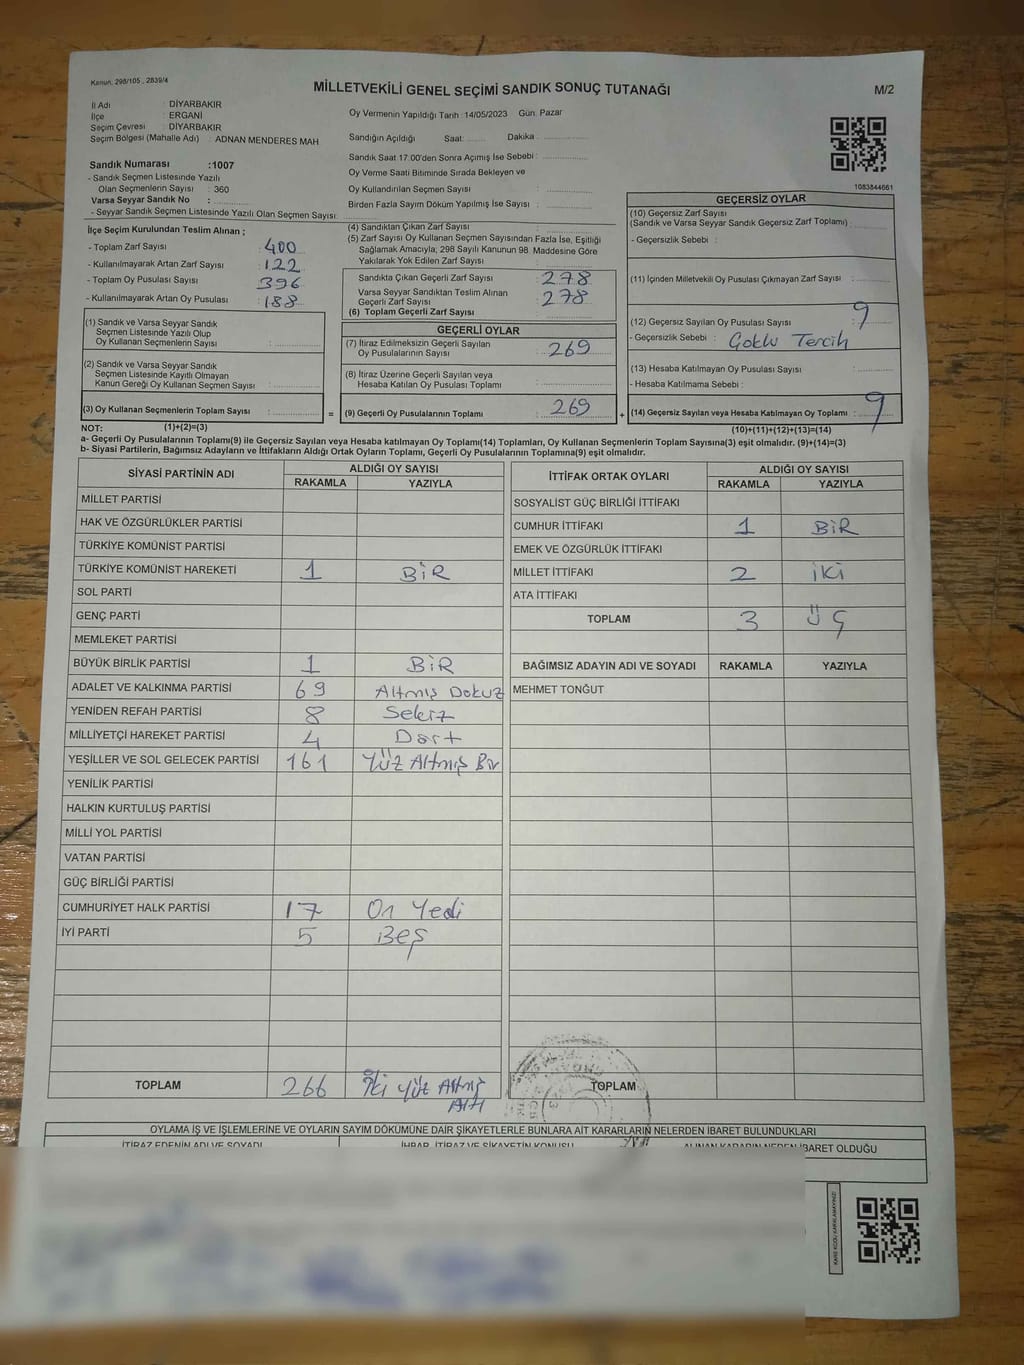 Kanun, 298/105 , 2839/4
MİLLETVEKİLİ GENEL SEÇİMİ SANDIK SONUÇ TUTANAĞI
M/2
İl Adı : DİYARBAKIR
İlçe : ERGANİ
Seçim Çevresi : DİYARBAKIR
Seçim Bölgesi (Mahalle Adı) : ADNAN MENDERES MAH
Sandık Numarası :1007
- Sandık Seçmen Listesinde Yazılı
Olan Seçmenlerin Sayısı : 360
Varsa Seyyar Sandık No :
- Seyyar Sandık Seçmen Listesinde Yazılı Olan Seçmen Sayısı:
Oy Vermenin Yapıldığı Tarih :14/05/2023 Gün: Pazar
Sandığın Açıldığı Saat: Dakika
Sandık Saat 17:00'den Sonra Açımış İse Sebebi :
Oy Verme Saati Bitiminde Sırada Bekleyen ve
Oy Kullandırılan Seçmen Sayısı :
Birden Fazla Sayım Döküm Yapılmış İse Sayısı :
1083844661
İlçe Seçim Kurulundan Teslim Alınan ;
- Toplam Zarf Sayısı : 400
- Kullanılmayarak Artan Zarf Sayısı : 122
- Toplam Oy Pusulası Sayısı : 396
- Kullanılmayarak Artan Oy Pusulası : 188
(1) Sandık ve Varsa Seyyar Sandık
Seçmen Listesinde Yazılı Olup
Oy Kullanan Seçmenlerin Sayısı :
(2) Sandık ve Varsa Seyyar Sandık
Seçmen Listesinde Kayıtlı Olmayan
Kanun Gereği Oy Kullanan Seçmen Sayısı :
(3) Oy Kullanan Seçmenlerin Toplam Sayısı :
(1)+(2)=(3)
(4) Sandıktan Çıkan Zarf Sayısı :
(5) Zarf Sayısı Oy Kullanan Seçmen Sayısından Fazla İse, Eşitliği
Sağlamak Amacıyla; 298 Sayılı Kanunun 98. Maddesine Göre
Yakılarak Yok Edilen Zarf Sayısı :
Sandıkta Çıkan Geçerli Zarf Sayısı : 278
Varsa Seyyar Sandıktan Teslim Alınan
Geçerli Zarf Sayısı : 278
(6) Toplam Geçerli Zarf Sayısı :
GEÇERLİ OYLAR
(7) İtiraz Edilmeksizin Geçerli Sayılan
Oy Pusulalarının Sayısı : 269
(8) İtiraz Üzerine Geçerli Sayılan veya
Hesaba Katılan Oy Pusulası Toplamı :
= (9) Geçerli Oy Pusulalarının Toplamı : 269
GEÇERSİZ OYLAR
(10) Geçersiz Zarf Sayısı
(Sandık ve Varsa Seyyar Sandık Geçersiz Zarf Toplamı) :
- Geçersizlik Sebebi :
(11) İçinden Milletvekili Oy Pusulası Çıkmayan Zarf Sayısı :
(12) Geçersiz Sayılan Oy Pusulası Sayısı : 9
- Geçersizlik Sebebi : Çoklu Tercih
(13) Hesaba Katılmayan Oy Pusulası Sayısı :
- Hesaba Katılmama Sebebi :
+ (14) Geçersiz Sayılan veya Hesaba Katılmayan Oy Toplamı : 9
(10)+(11)+(12)+(13)=(14)
NOT:
a- Geçerli Oy Pusulalarının Toplamı(9) ile Geçersiz Sayılan veya Hesaba katılmayan Oy Toplamı(14) Toplamları, Oy Kullanan Seçmenlerin Toplam Sayısına(3) eşit olmalıdır. (9)+(14)=(3)
b- Siyasi Partilerin, Bağımsız Adayların ve İttifakların Aldığı Ortak Oyların Toplamı, Geçerli Oy Pusulalarının Toplamına(9) eşit olmalıdır.
SİYASİ PARTİNİN ADI ALDIĞI OY SAYISI
RAKAMLA YAZIYLA
MİLLET PARTİSİ
HAK VE ÖZGÜRLÜKLER PARTİSİ
TÜRKİYE KOMÜNİST PARTİSİ
TÜRKİYE KOMÜNİST HAREKETİ 1 BİR
SOL PARTİ
GENÇ PARTİ
MEMLEKET PARTİSİ
BÜYÜK BİRLİK PARTİSİ 1 BİR
ADALET VE KALKINMA PARTİSİ 69 Altmış Dokuz
YENİDEN REFAH PARTİSİ 8 Sekiz
MİLLİYETÇİ HAREKET PARTİSİ 4 Dört
YEŞİLLER VE SOL GELECEK PARTİSİ 161 Yüz Altmış Bir
YENİLİK PARTİSİ
HALKIN KURTULUŞ PARTİSİ
MİLLİ YOL PARTİSİ
VATAN PARTİSİ
GÜÇ BİRLİĞİ PARTİSİ
CUMHURİYET HALK PARTİSİ 17 On Yedi
İYİ PARTİ 5 Beş
TOPLAM 266 İki Yüz Altmış
Altı
İTTİFAK ORTAK OYLARI ALDIĞI OY SAYISI
RAKAMLA YAZIYLA
SOSYALİST GÜÇ BİRLİĞİ İTTİFAKI
CUMHUR İTTİFAKI 1 BİR
EMEK VE ÖZGÜRLÜK İTTİFAKI
MİLLET İTTİFAKI 2 İKİ
ATA İTTİFAKI
TOPLAM 3 ÜÇ
BAĞIMSIZ ADAYIN ADI VE SOYADI RAKAMLA YAZIYLA
MEHMET TONĞUT
TOPLAM
OYLAMA İŞ VE İŞLEMLERİNE VE OYLARIN SAYIM DÖKÜMÜNE DAİR ŞİKAYETLERLE BUNLARA AİT KARARLARIN NELERDEN İBARET BULUNDUKLARI
İTİRAZ EDENİN ADI VE SOYADI İHBAR, İTİRAZ VE ŞİKAYETİN KONUSU ALINAN KARARIN NEDEN İBARET OLDUĞU
KARE KODU KARALAMAYINIZ!